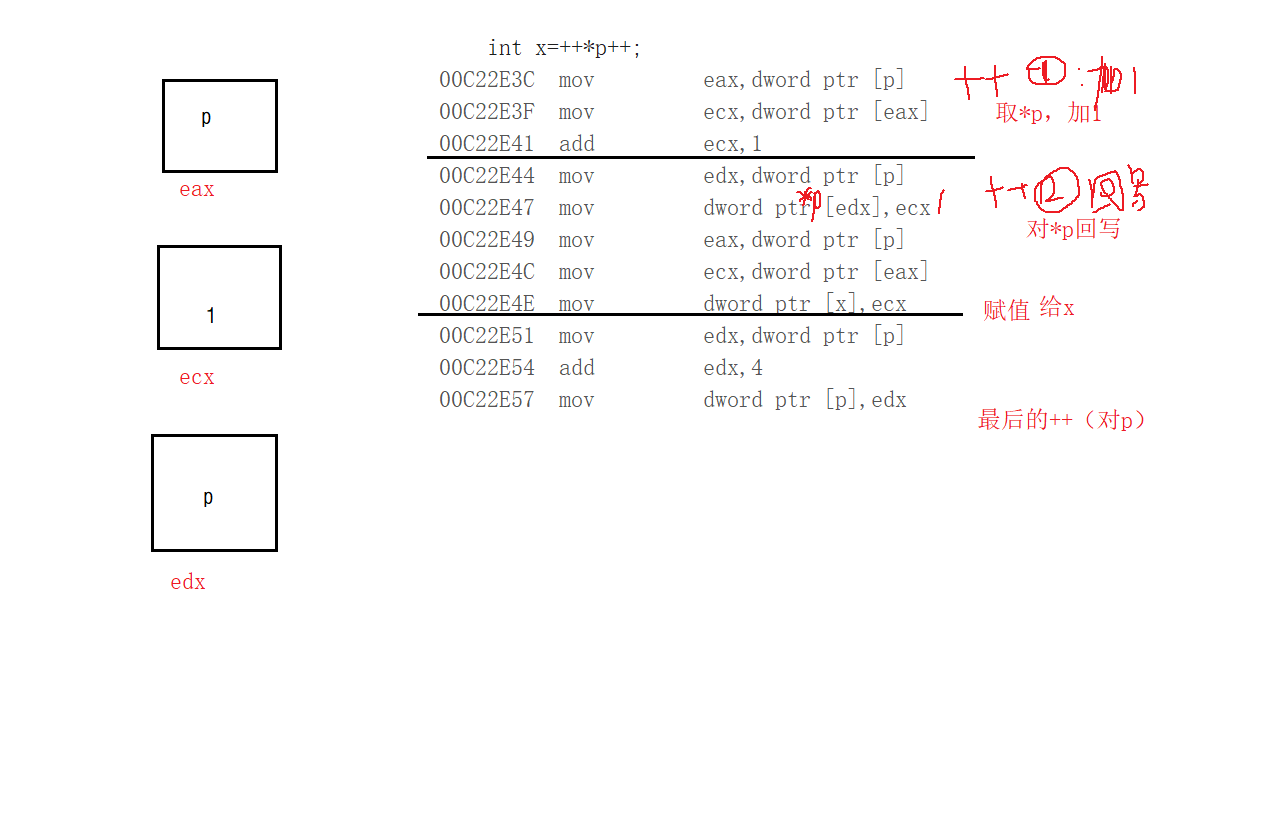 int x=++*p++;
00C22E3C mov eax,dword ptr [p]
++ ① : 加1
取*p，加1
00C22E3F mov ecx,dword ptr [eax]
00C22E41 add ecx,1
00C22E44 mov edx,dword ptr [p]
++ ② 回写
*p 1
00C22E47 mov dword ptr [edx],ecx
对*p回写
00C22E49 mov eax,dword ptr [p]
00C22E4C mov ecx,dword ptr [eax]
00C22E4E mov dword ptr [x],ecx
赋值 给x
00C22E51 mov edx,dword ptr [p]
00C22E54 add edx,4
00C22E57 mov dword ptr [p],edx
最后的++（对p）
p
eax
1
ecx
p
edx